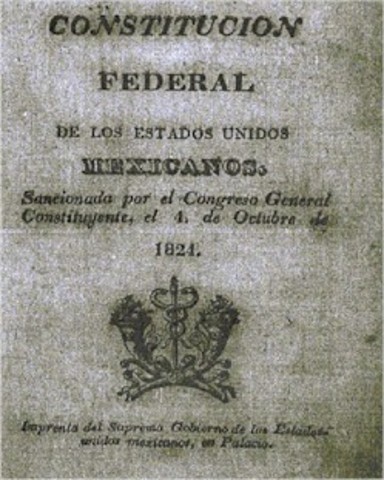 CONSTITUCION
FEDERAL
DE LOS ESTADOS UNIDOS
MEXICANOS.
Sancionada por el Congreso General
Constituyente, el 4. de Octubre de
1824.
Imprenta del Supremo Gobierno de los Estados
unidos mexicanos, en Palacio.